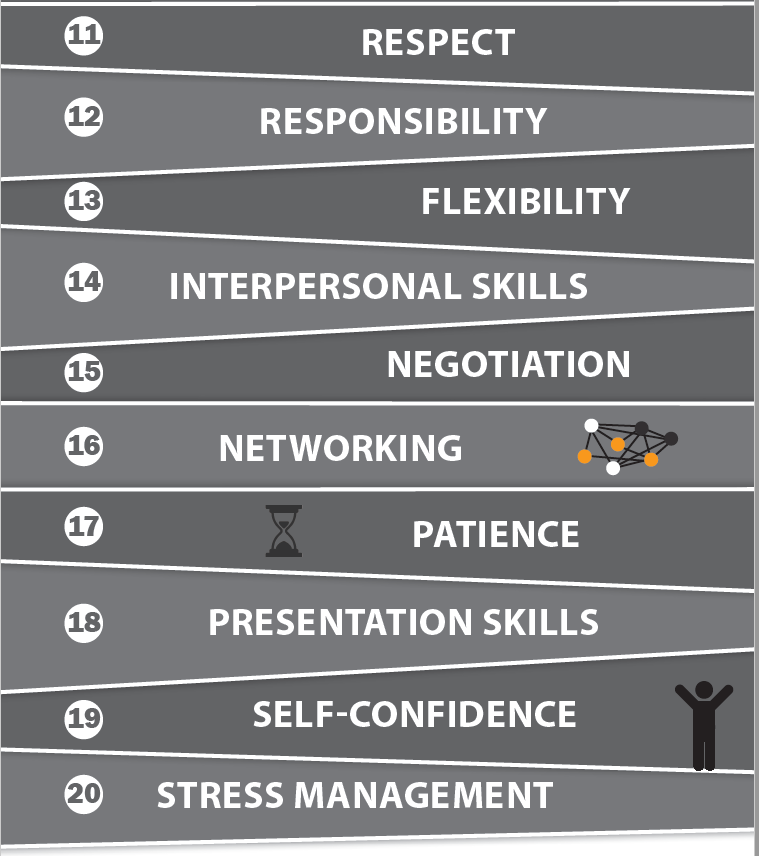 11 RESPECT
12 RESPONSIBILITY
13 FLEXIBILITY
14 INTERPERSONAL SKILLS
15 NEGOTIATION
16 NETWORKING
17 PATIENCE
18 PRESENTATION SKILLS
19 SELF-CONFIDENCE
20 STRESS MANAGEMENT